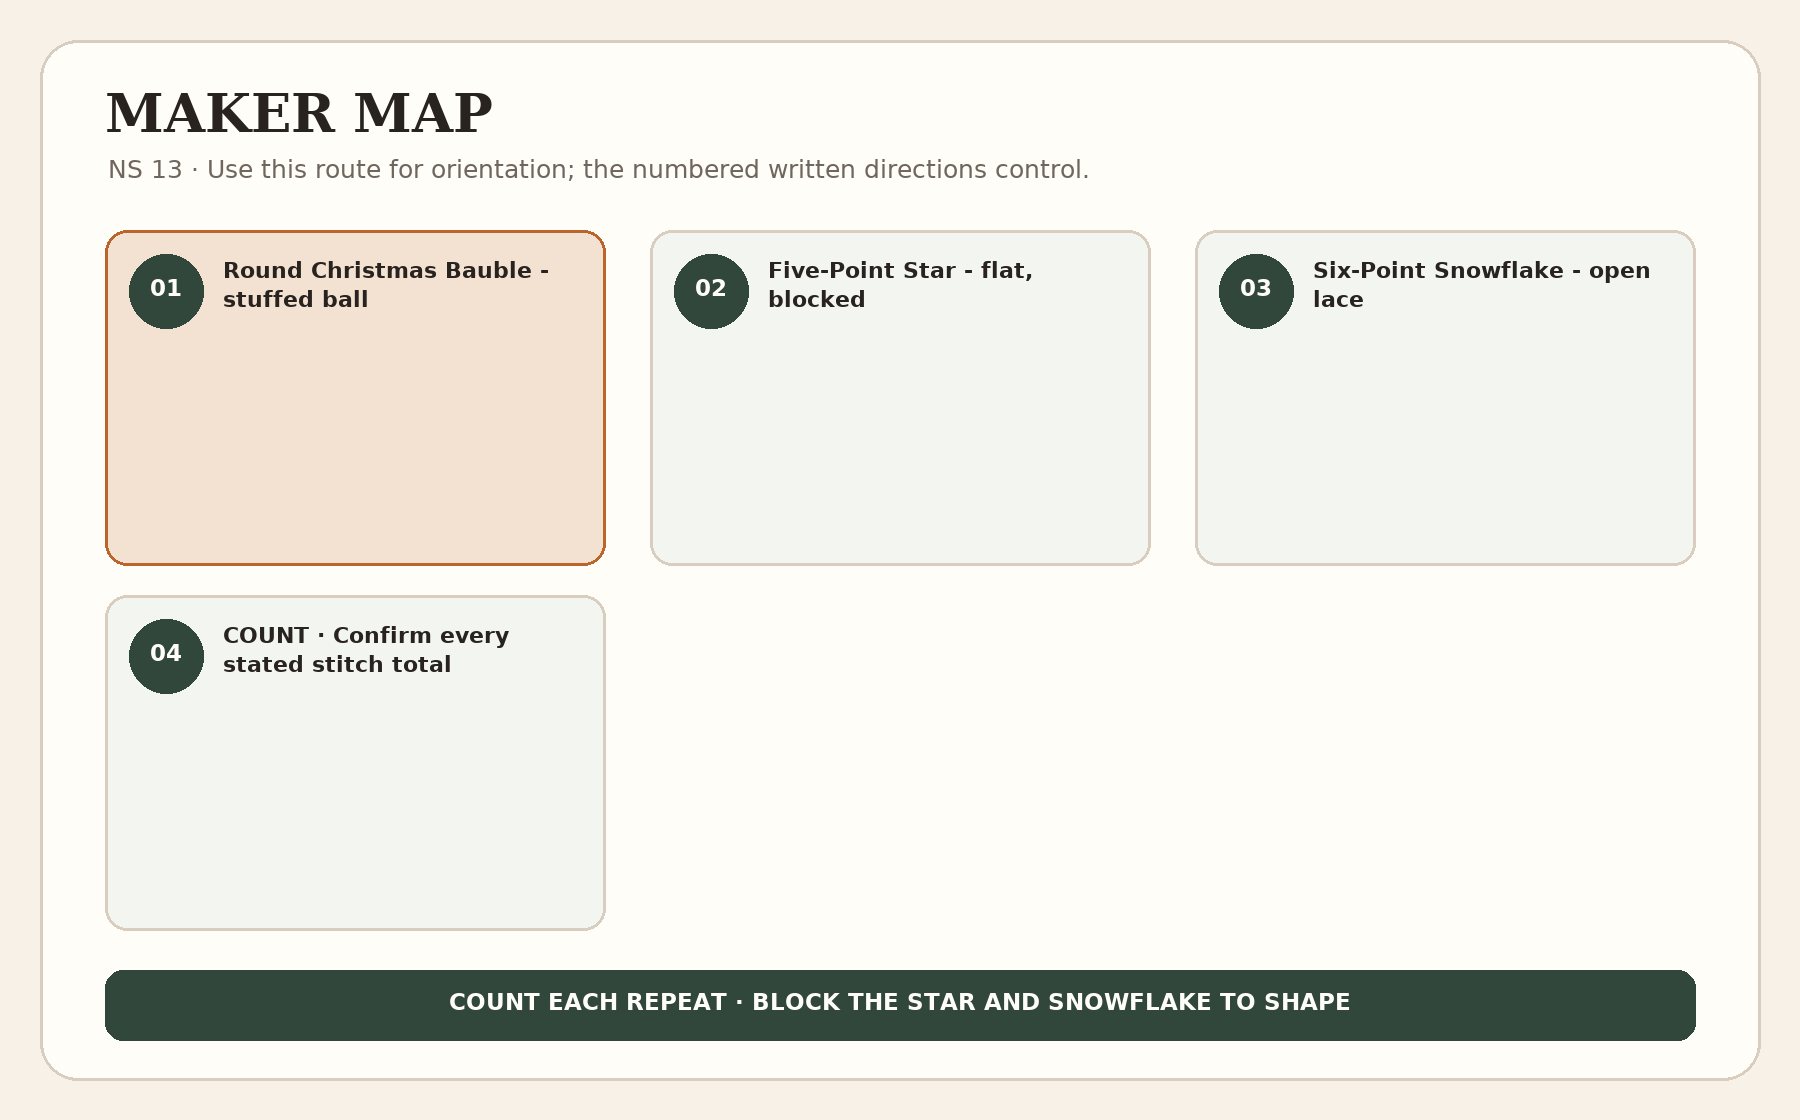 MAKER MAP
NS 13 · Use this route for orientation; the numbered written directions control.
01
Round Christmas Bauble -
stuffed ball
02
Five-Point Star - flat,
blocked
03
Six-Point Snowflake - open
lace
04
COUNT · Confirm every
stated stitch total
COUNT EACH REPEAT · BLOCK THE STAR AND SNOWFLAKE TO SHAPE